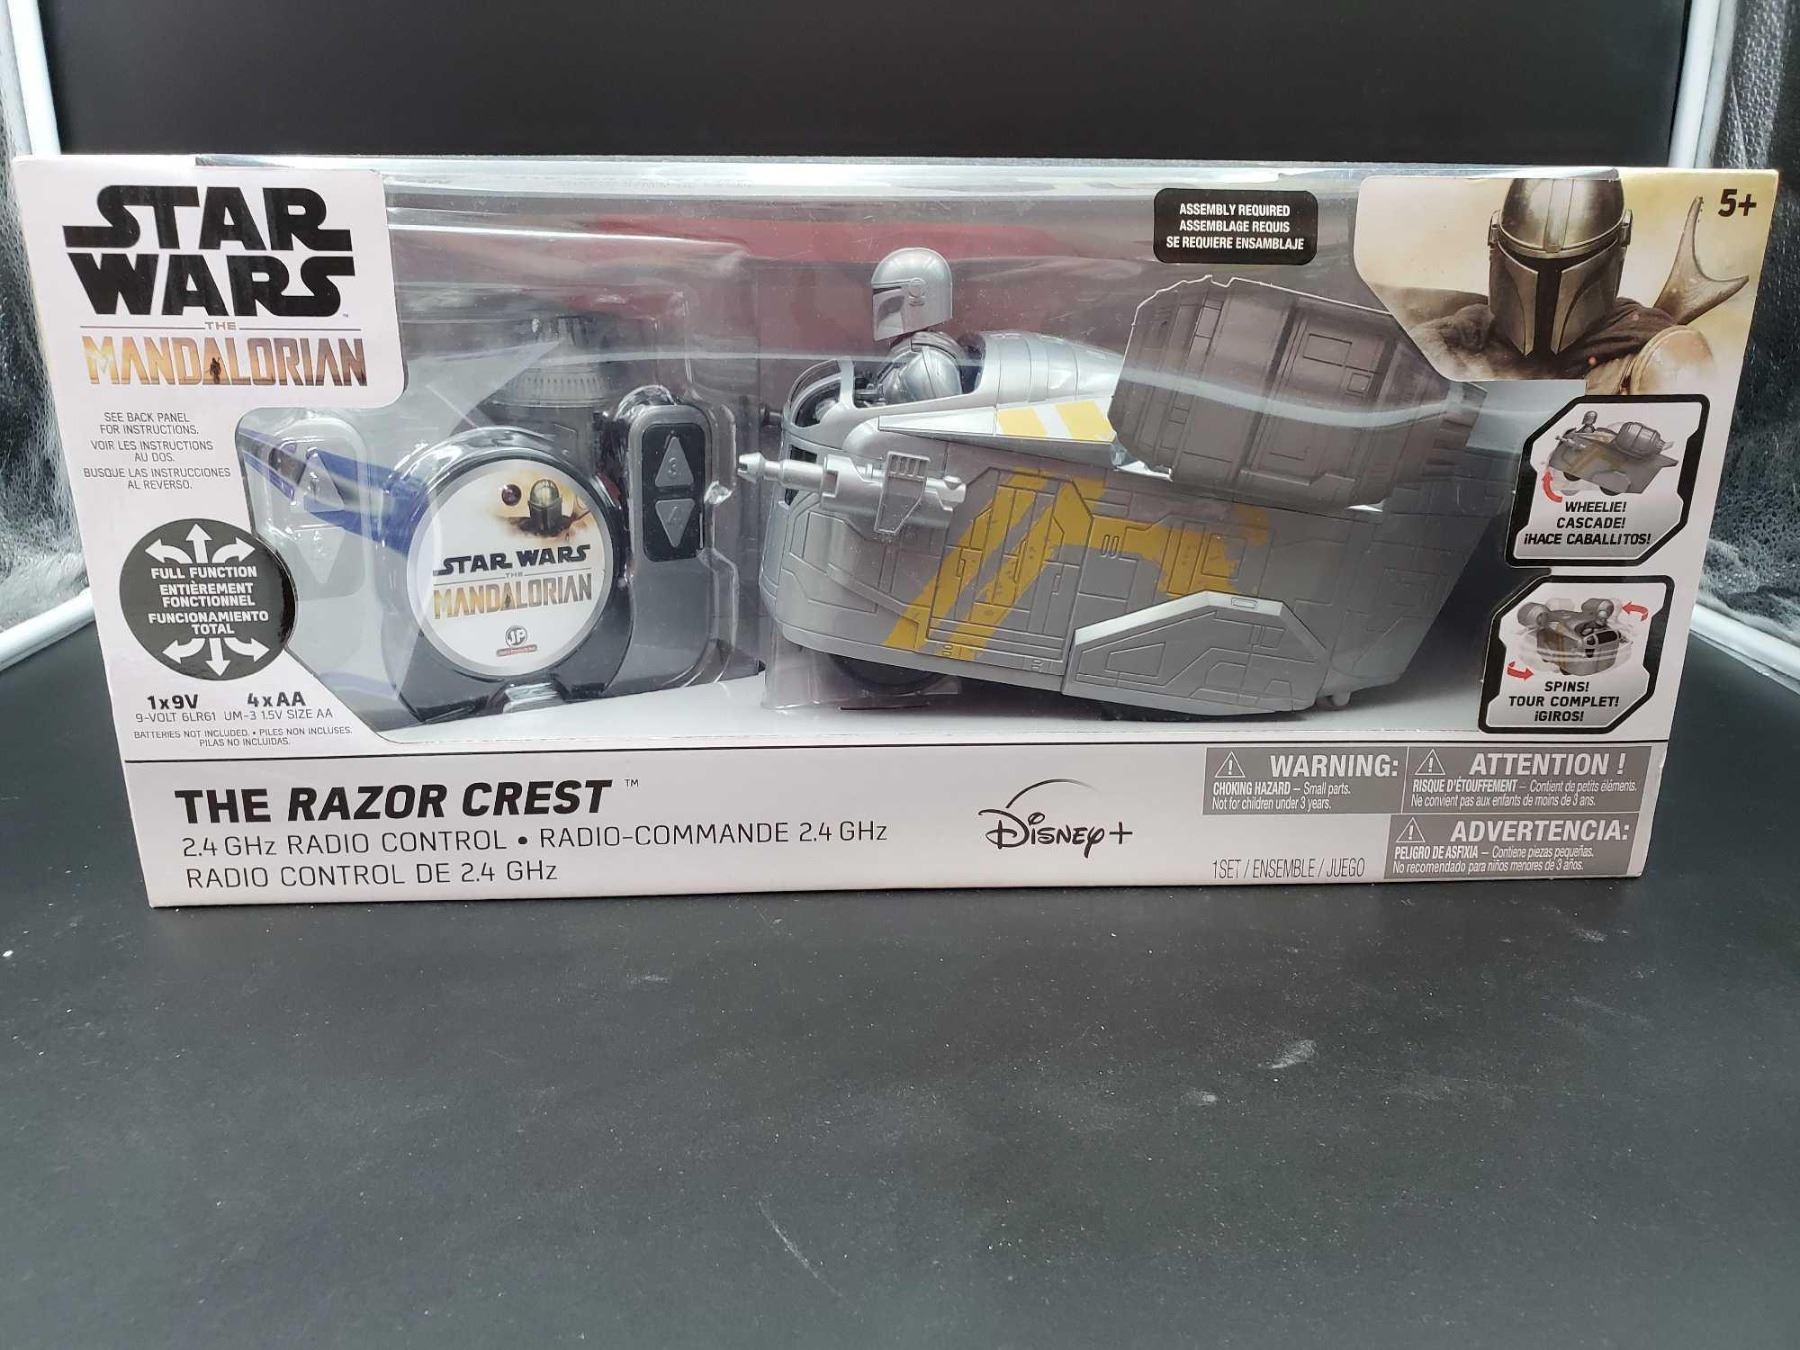 STAR
WARS
THE
MANDALORIAN
SEE BACK PANEL
FOR INSTRUCTIONS.
VOIR LES INSTRUCTIONS
AU DOS.
BUSQUE LAS INSTRUCCIONES
AL REVERSO.
FULL FUNCTION
ENTIÈREMENT
FONCTIONNEL
FUNCIONAMIENTO
TOTAL
1x9V 4xAA
9-VOLT 6LR61 UM-3 1.5V SIZE AA
BATTERIES NOT INCLUDED. • PILES NON INCLUSES.
PILAS NO INCLUIDAS.
STAR WARS
THE
MANDALORIAN
JP
3
ASSEMBLY REQUIRED
ASSEMBLAGE REQUIS
SE REQUIERE ENSAMBLAJE
5+
WHEELIE!
CASCADE!
¡HACE CABALLITOS!
SPINS!
TOUR COMPLET!
¡GIROS!
THE RAZOR CREST ™
2.4 GHz RADIO CONTROL • RADIO-COMMANDE 2.4 GHz
RADIO CONTROL DE 2.4 GHz
Disney+
1SET / ENSEMBLE / JUEGO
WARNING:
CHOKING HAZARD – Small parts.
Not for children under 3 years.
ATTENTION !
RISQUE D'ÉTOUFFEMENT – Contient de petits éléments.
Ne convient pas aux enfants de moins de 3 ans.
ADVERTENCIA:
PELIGRO DE ASFIXIA – Contiene piezas pequeñas.
No recomendado para niños menores de 3 años.